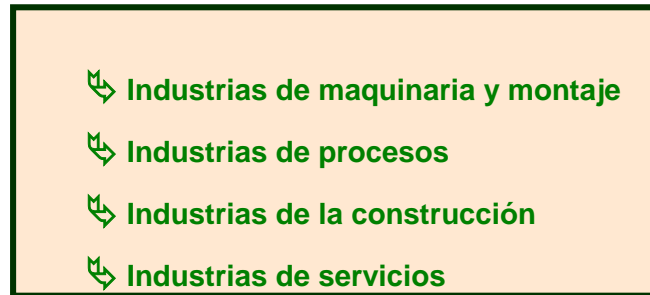 Industrias de maquinaria y montaje
Industrias de procesos
Industrias de la construcción
Industrias de servicios